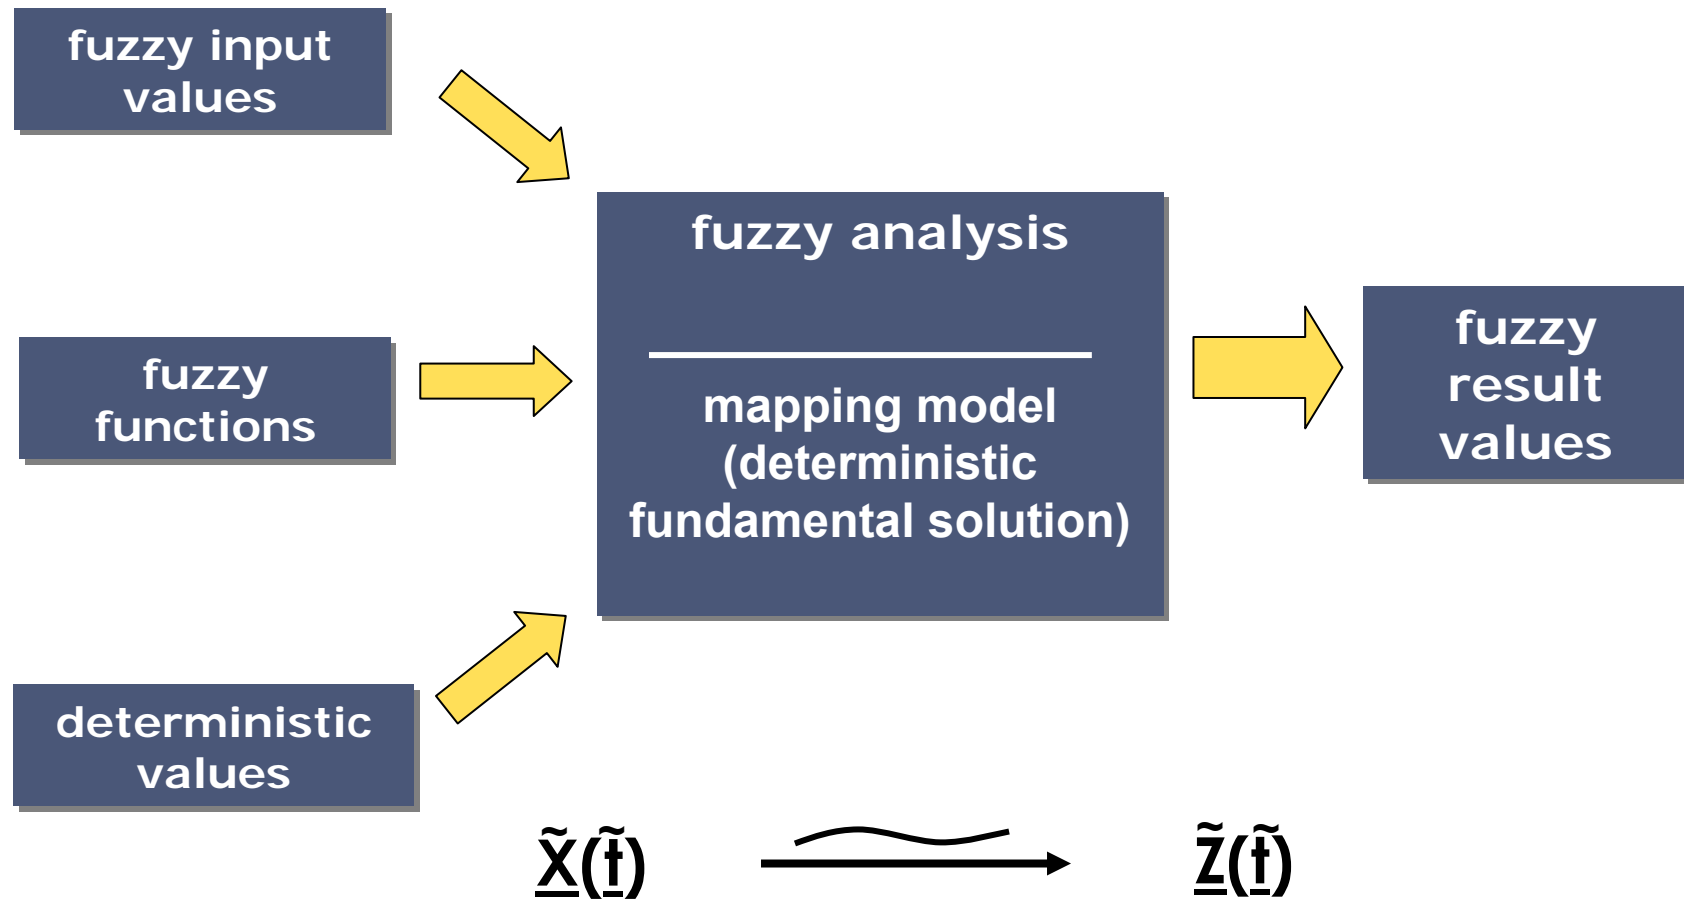 fuzzy input
values
fuzzy
functions
deterministic
values
fuzzy analysis
mapping model
(deterministic
fundamental solution)
fuzzy
result
values
X̲̃(t̲̃)
Z̲̃(t̲̃)